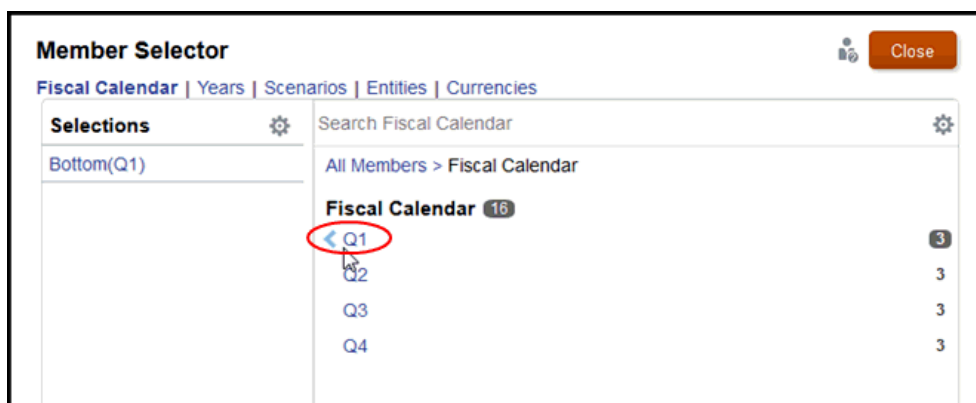 Member Selector
Close
Fiscal Calendar | Years | Scenarios | Entities | Currencies
Selections
Search Fiscal Calendar
Bottom(Q1)
All Members > Fiscal Calendar
Fiscal Calendar 16
Q1 3
Q2 3
Q3 3
Q4 3